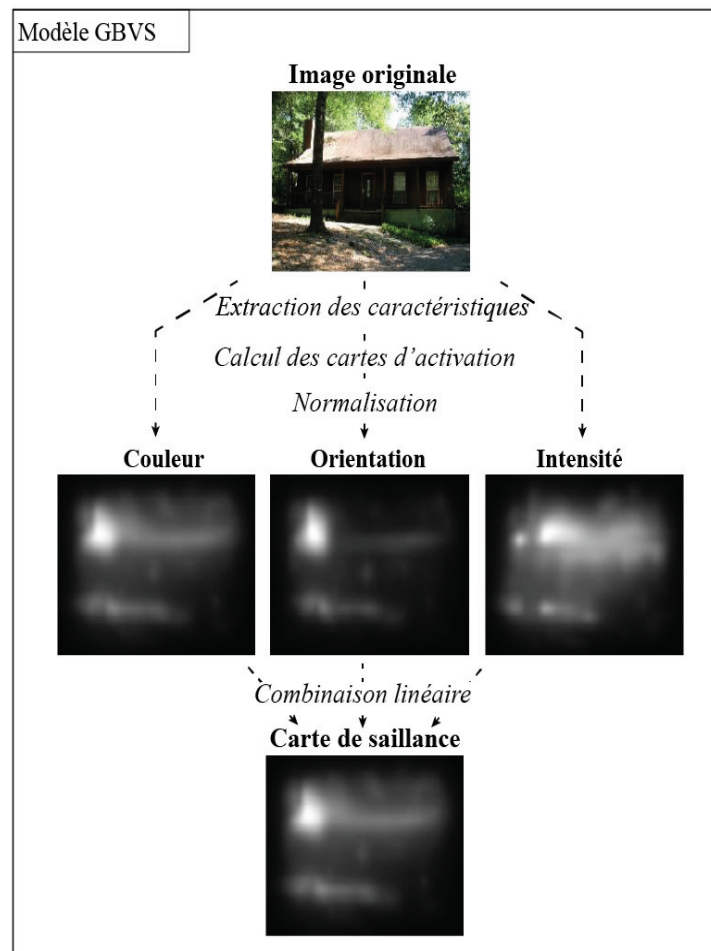 Modèle GBVS
Image originale
Extraction des caractéristiques
Calcul des cartes d’activation
Normalisation
Couleur
Orientation
Intensité
Combinaison linéaire
Carte de saillance